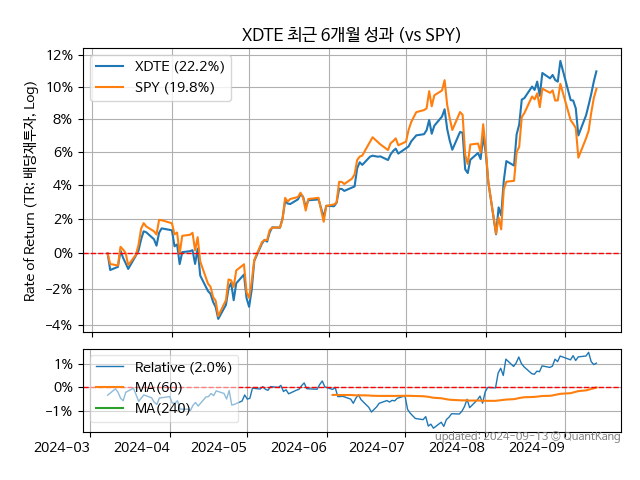 XDTE 최근 6개월 성과 (vs SPY)
Rate of Return (TR; 배당재투자, Log)
12%
10%
8%
6%
4%
2%
0%
−2%
−4%
XDTE (22.2%)
SPY (19.8%)
1%
0%
−1%
Relative (2.0%)
MA(60)
MA(240)
2024−03
2024−04
2024−05
2024−06
2024−07
2024−08
2024−09
updated: 2024−09−13 © QuantKang